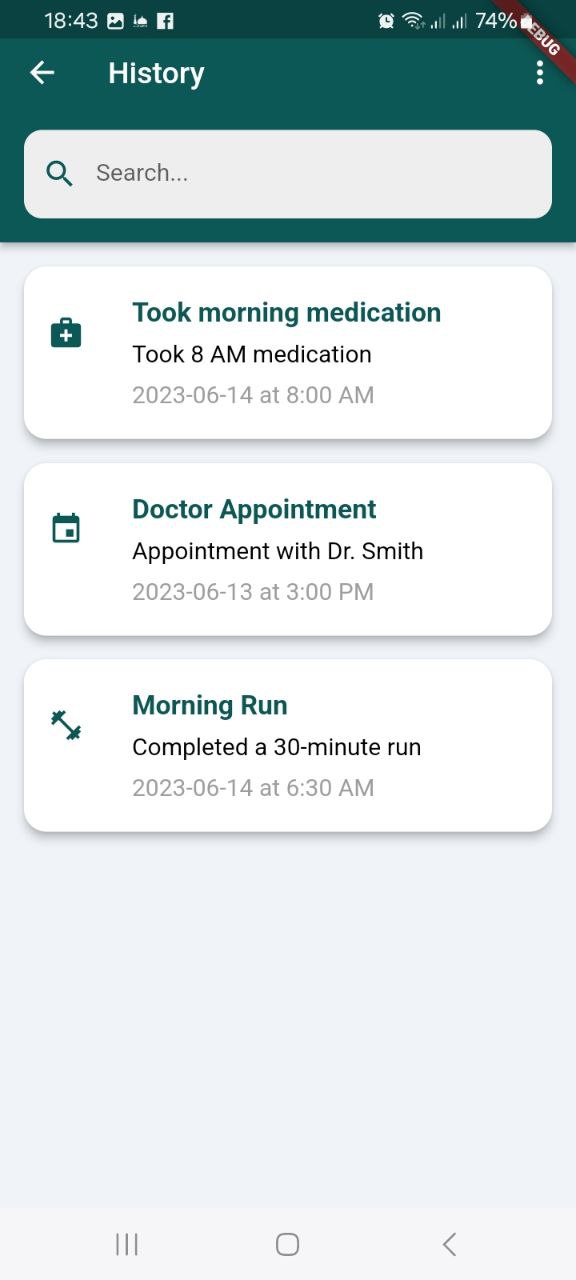 18:43
74%
EBUG
History
Search...
Took morning medication
Took 8 AM medication
2023-06-14 at 8:00 AM
Doctor Appointment
Appointment with Dr. Smith
2023-06-13 at 3:00 PM
Morning Run
Completed a 30-minute run
2023-06-14 at 6:30 AM